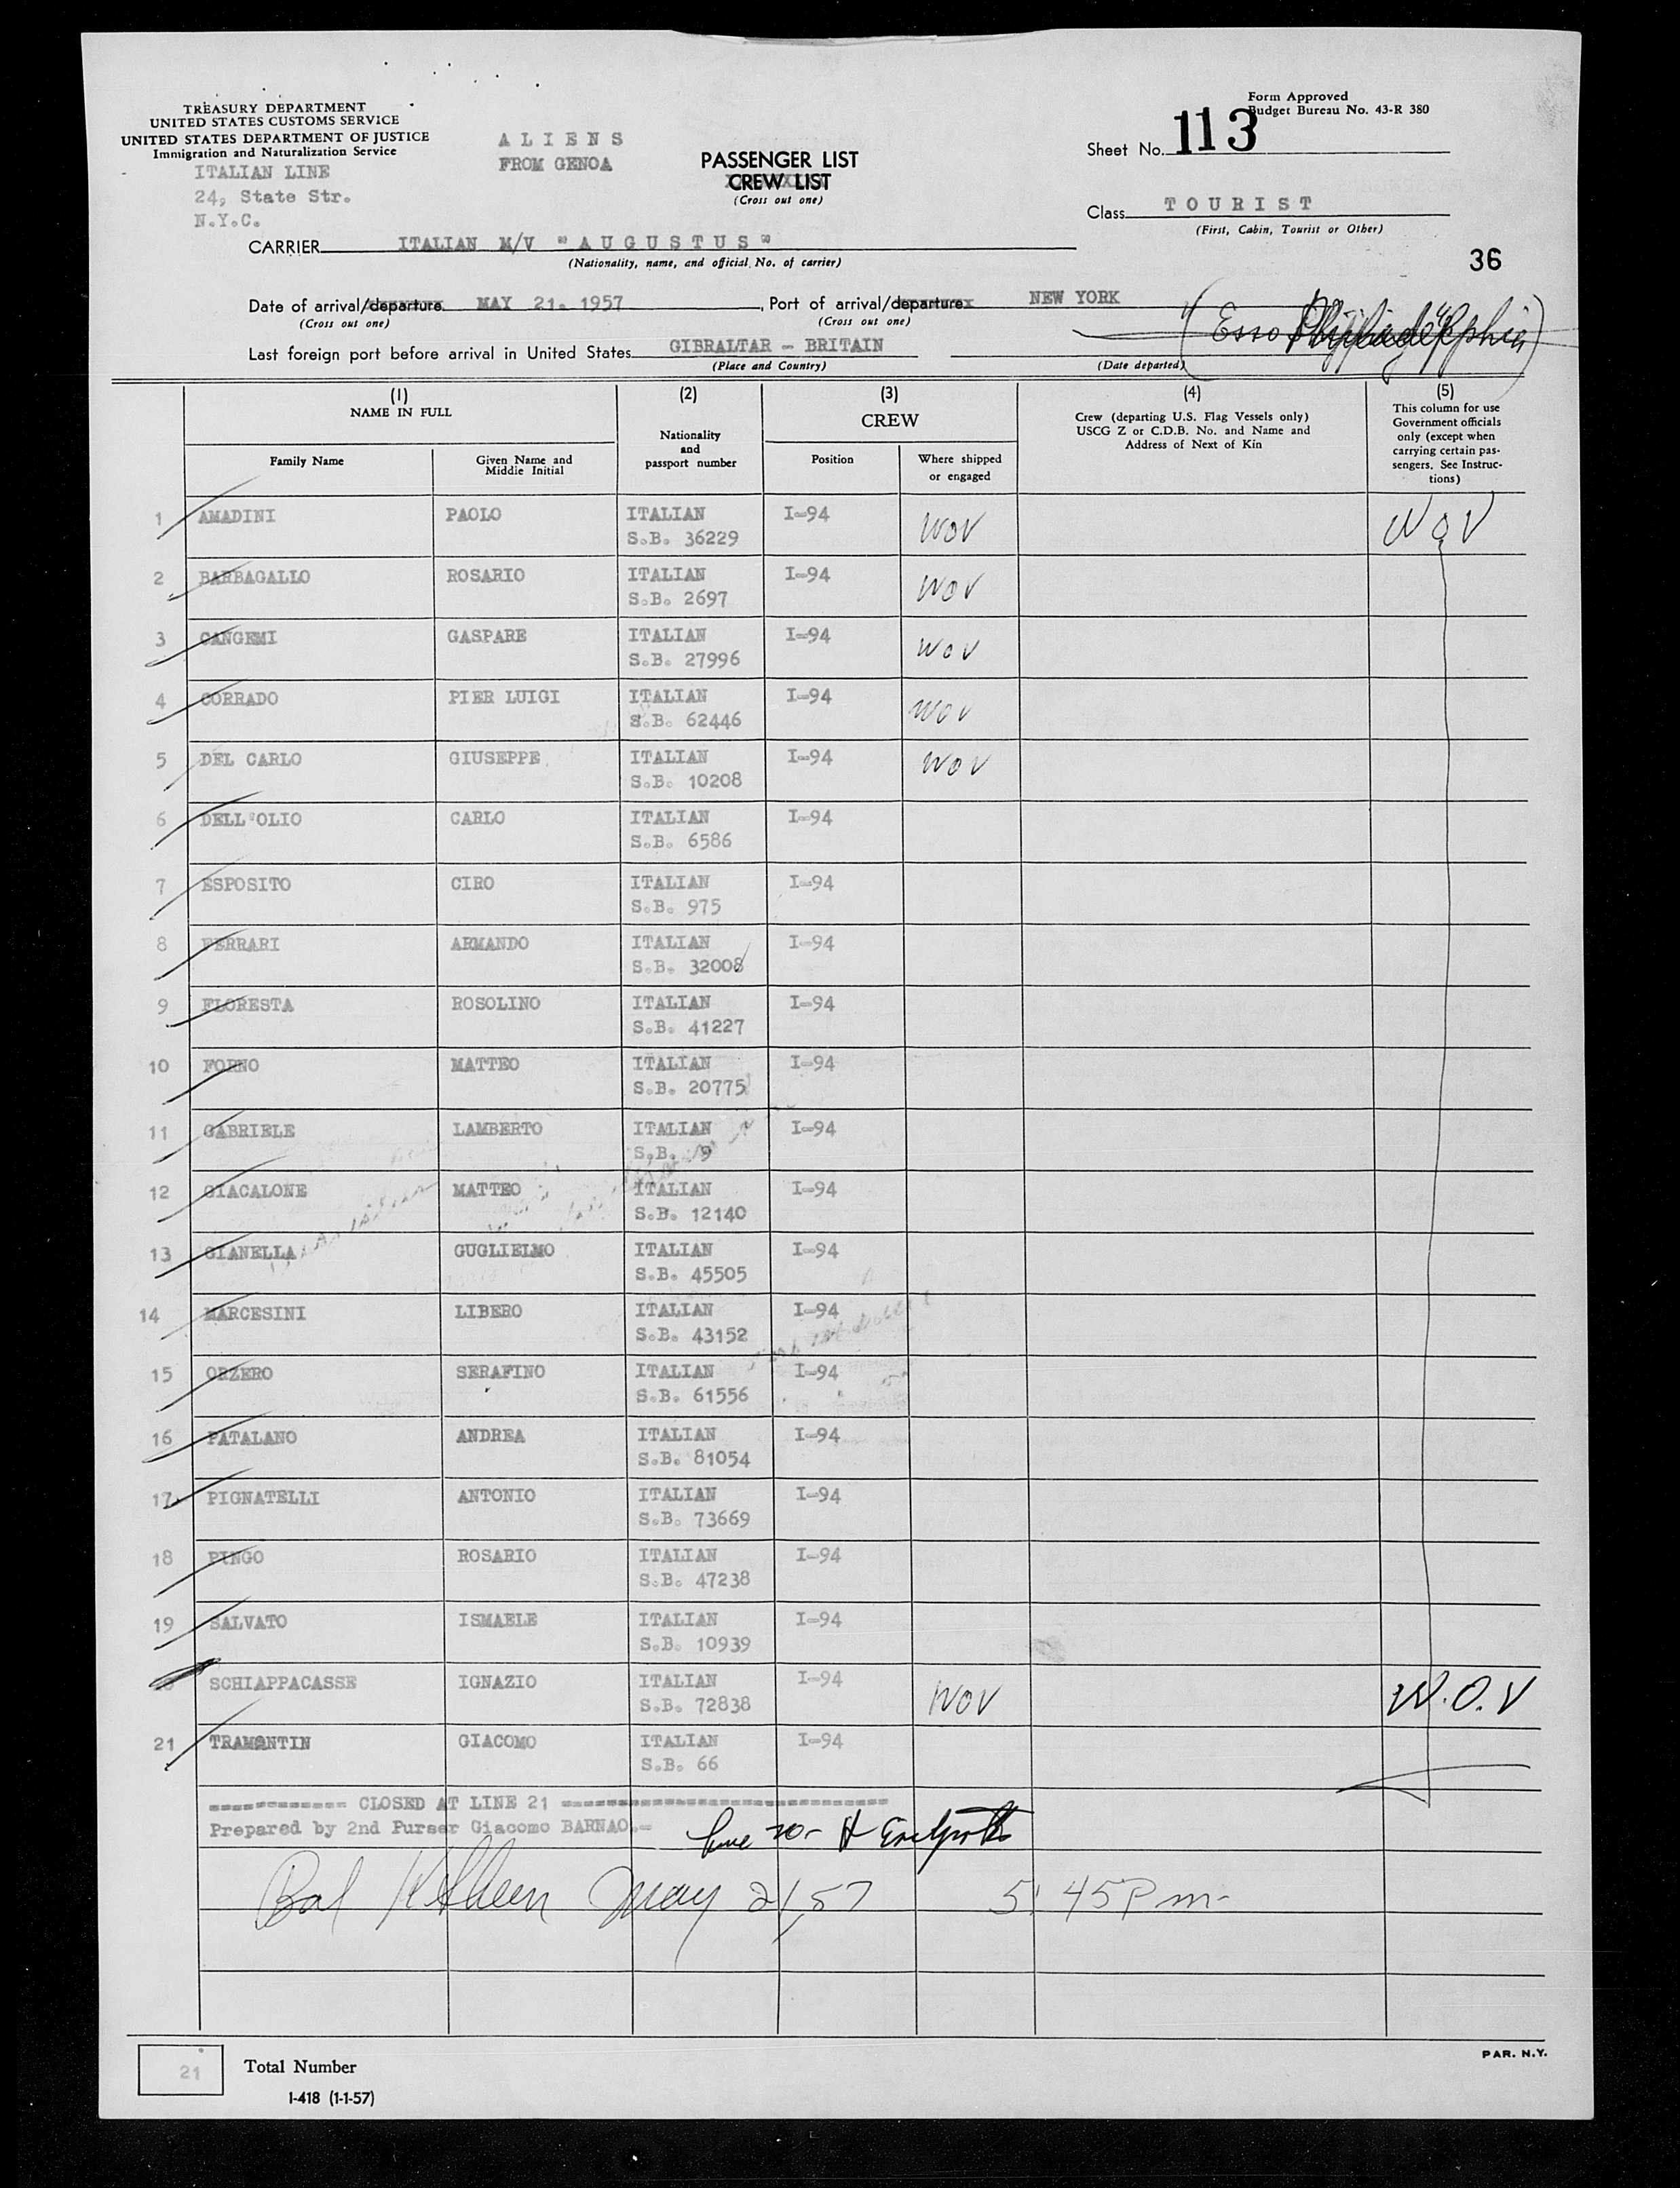 TREASURY DEPARTMENT
UNITED STATES CUSTOMS SERVICE
UNITED STATES DEPARTMENT OF JUSTICE
Immigration and Naturalization Service
ITALIAN LINE
24, State Str.
N.Y.C.
A L I E N S
FROM GENOA
PASSENGER LIST
CREW LIST
(Cross out one)
Form Approved
Budget Bureau No. 43-R 380
Sheet No. 113
Class T O U R I S T
(First, Cabin, Tourist or Other)
36
CARRIER ITALIAN M/V "A U G U S T U S"
(Nationality, name, and official No. of carrier)
Date of arrival/departure MAY 21. 1957, Port of arrival/departure NEW YORK
(Cross out one) (Cross out one)
(Esso Philadelphia)
Last foreign port before arrival in United States GIBRALTAR - BRITAIN
(Place and Country) (Date departed)
(1) (2) (3) (4) (5)
NAME IN FULL
Family Name
Given Name and Middle Initial
Nationality and passport number
CREW
Position
Where shipped or engaged
Crew (departing U.S. Flag Vessels only)
USCG Z or C.D.B. No. and Name and
Address of Next of Kin
This column for use
Government officials
only (except when
carrying certain pas-
sengers. See Instruc-
tions)
1 AMADINI PAOLO ITALIAN I-94 WOV WOV
S.B. 36229
2 BARBAGALLO ROSARIO ITALIAN I-94 WOV
S.B. 2697
3 CANGEMI GASPARE ITALIAN I-94 WOV
S.B. 27996
4 CORRADO PIER LUIGI ITALIAN I-94 WOV
S.B. 62446
5 DEL CARLO GIUSEPPE ITALIAN I-94 WOV
S.B. 10208
6 DELL'OLIO CARLO ITALIAN I-94
S.B. 6586
7 ESPOSITO CIRO ITALIAN I-94
S.B. 975
8 FERRARI ARMANDO ITALIAN I-94
S.B. 32008
9 FLORESTA ROSOLINO ITALIAN I-94
S.B. 41227
10 FORNO MATTEO ITALIAN I-94
S.B. 20775
11 GABRIELE LAMBERTO ITALIAN I-94
S.B. 9
12 GIACALONE MATTEO ITALIAN I-94
S.B. 12140
13 GIANELLA GUGLIELMO ITALIAN I-94
S.B. 45505
14 MARCESINI LIBERO ITALIAN I-94
S.B. 43152
15 ORZERO SERAFINO ITALIAN I-94
S.B. 61556
16 PATALANO ANDREA ITALIAN I-94
S.B. 81054
17 PIGNATELLI ANTONIO ITALIAN I-94
S.B. 73669
18 PINGO ROSARIO ITALIAN I-94
S.B. 47238
19 SALVATO ISMAELE ITALIAN I-94
S.B. 10939
SCHIAPPACASSE IGNAZIO ITALIAN I-94 WOV W.O.V
S.B. 72838
21 TRAMONTIN GIACOMO ITALIAN I-94
S.B. 66
------------ CLOSED AT LINE 21 ----------------------------
Prepared by 2nd Purser Giacomo BARNAO.-
May 21, 57 5:45 Pm-
21 Total Number
I-418 (1-1-57)
PAR. N.Y.